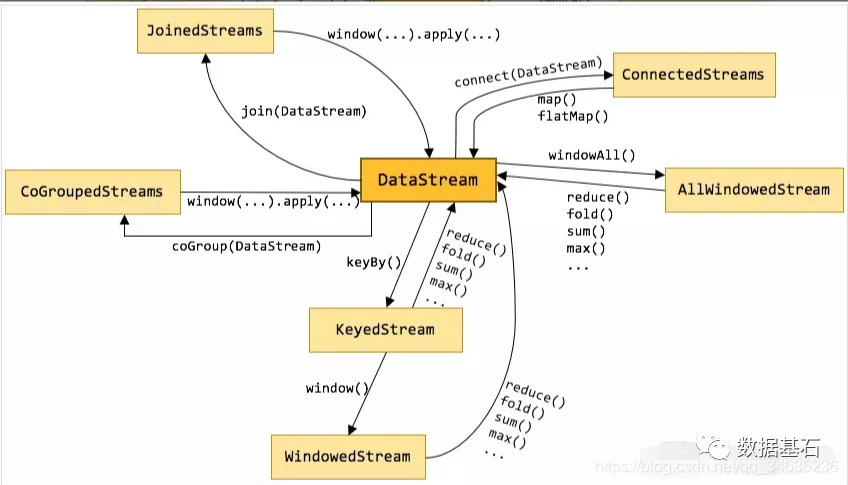 JoinedStreams
window(...).apply(...)
connect(DataStream)
ConnectedStreams
map()
flatMap()
join(DataStream)
windowAll()
DataStream
AllWindowedStream
CoGroupedStreams
window(...).apply(...)
reduce()
fold()
sum()
max()
...
coGroup(DataStream)
keyBy()
reduce()
fold()
sum()
max()
...
KeyedStream
window()
reduce()
fold()
sum()
max()
...
WindowedStream
数据基石
https://blog.csdn.net/qq_34636236